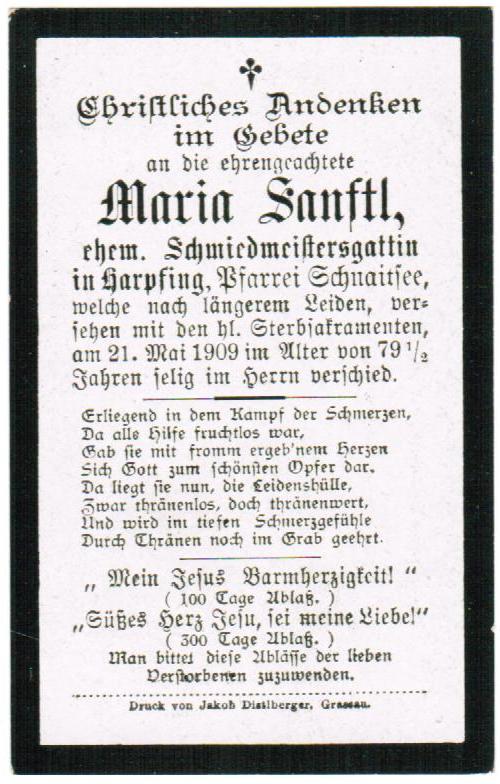 Christliches Andenken
im Gebete
an die ehrengeachtete
Maria Sanftl,
ehem. Schmiedmeistersgattin
in Harpfing, Pfarrei Schnaitsee,
welche nach längerem Leiden, ver=
sehen mit den hl. Sterbsakramenten,
am 21. Mai 1909 im Alter von 79 1/2
Jahren selig im Herrn verschied.
Erliegend in dem Kampf der Schmerzen,
Da alle Hilfe fruchtlos war,
Gab sie mit fromm ergeb'nem Herzen
Sich Gott zum schönsten Opfer dar.
Da liegt sie nun, die Leidenshülle,
Zwar thränenlos, doch thränenwert,
Und wird im tiefen Schmerzgefühle
Durch Thränen noch im Grab geehrt.
„ Mein Jesus Barmherzigkeit! “
( 100 Tage Ablaß. )
„Süßes Herz Jesu, sei meine Liebe!“
( 300 Tage Ablaß. )
Man bittet diese Ablässe der lieben
Verstorbenen zuzuwenden.
Druck von Jakob Distlberger, Grassau.